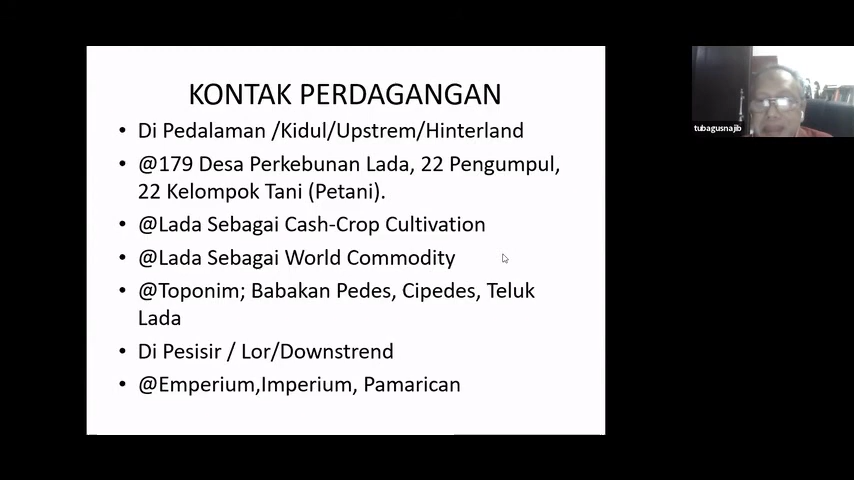 KONTAK PERDAGANGAN
• Di Pedalaman /Kidul/Upstrem/Hinterland
• @179 Desa Perkebunan Lada, 22 Pengumpul,
22 Kelompok Tani (Petani).
• @Lada Sebagai Cash-Crop Cultivation
• @Lada Sebagai World Commodity
• @Toponim; Babakan Pedes, Cipedes, Teluk
Lada
• Di Pesisir / Lor/Downstrend
• @Emperium,Imperium, Pamarican
tubagusnajib